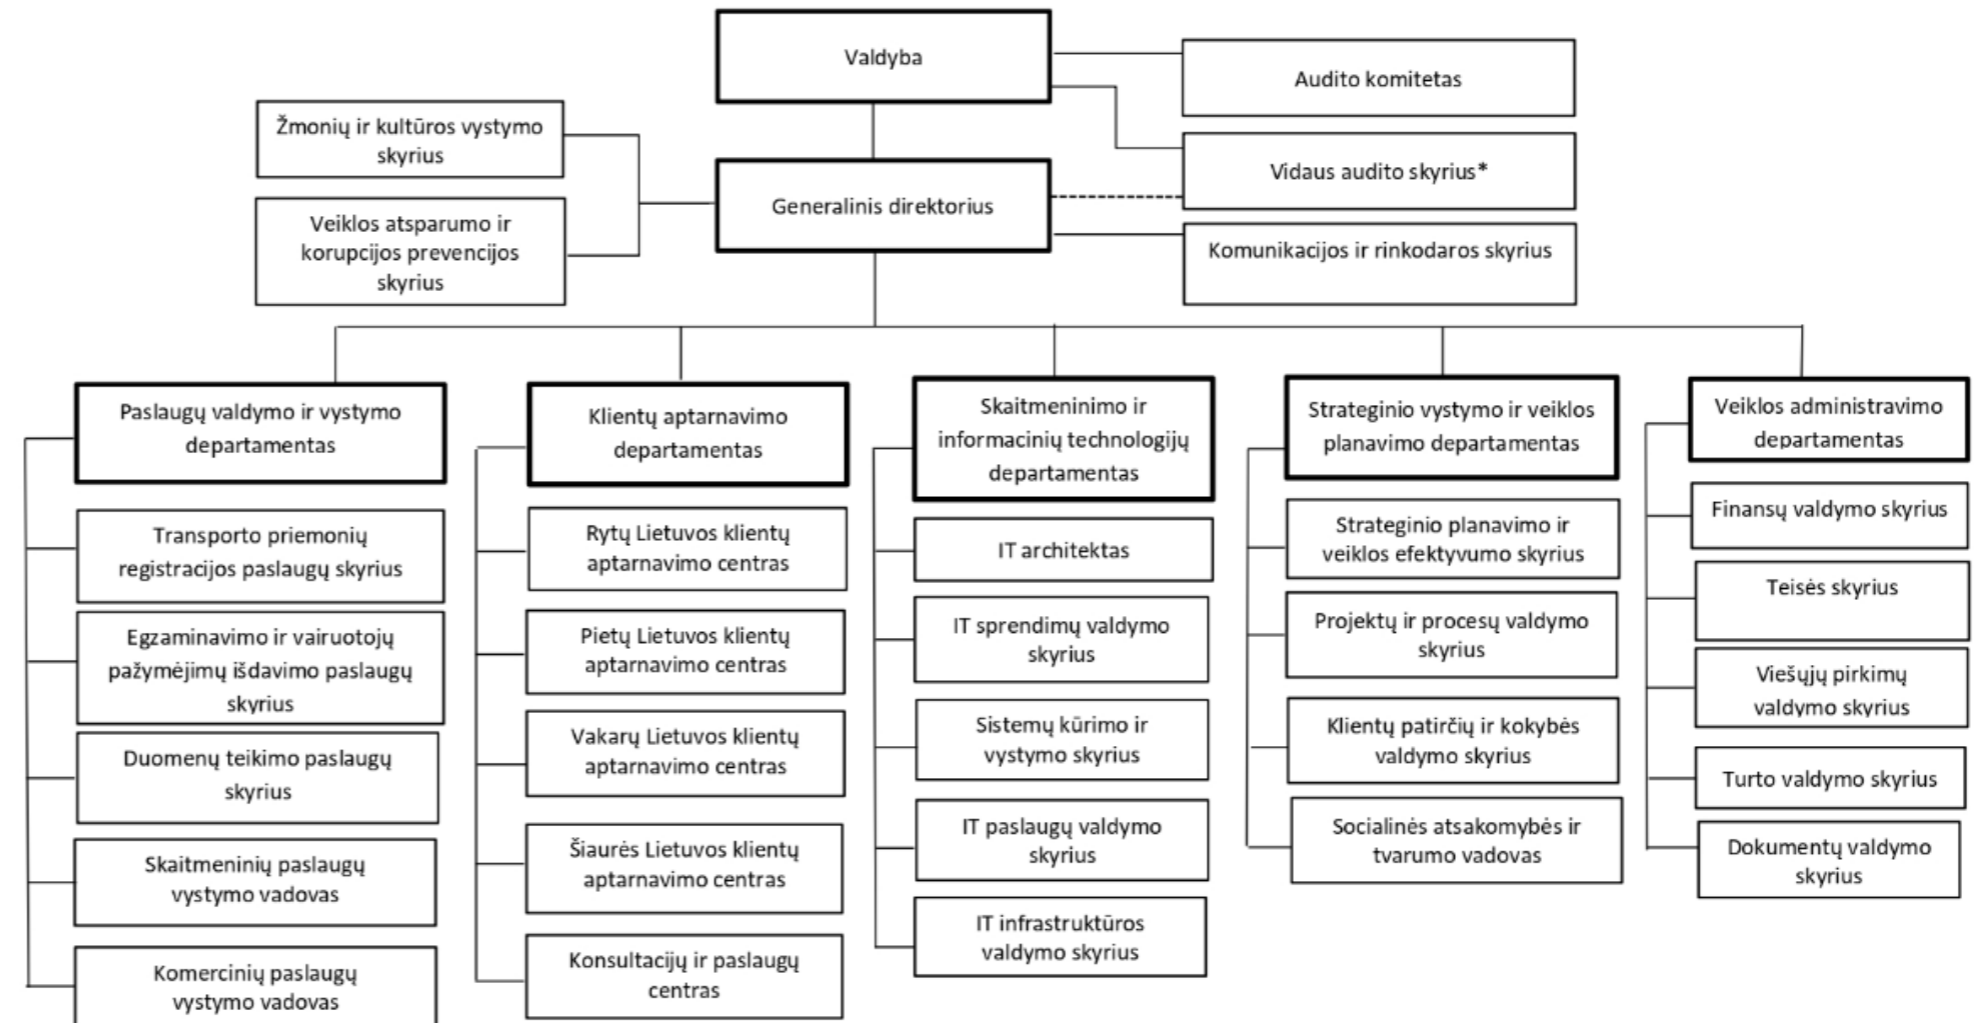 Valdyba
Audito komitetas
Žmonių ir kultūros vystymo
skyrius
Vidaus audito skyrius*
Generalinis direktorius
Veiklos atsparumo ir
korupcijos prevencijos
skyrius
Komunikacijos ir rinkodaros skyrius
Paslaugų valdymo ir vystymo
departamentas
Transporto priemonių
registracijos paslaugų skyrius
Egzaminavimo ir vairuotojų
pažymėjimų išdavimo paslaugų
skyrius
Duomenų teikimo paslaugų
skyrius
Skaitmeninių paslaugų
vystymo vadovas
Komercinių paslaugų
vystymo vadovas
Klientų aptarnavimo
departamentas
Rytų Lietuvos klientų
aptarnavimo centras
Pietų Lietuvos klientų
aptarnavimo centras
Vakarų Lietuvos klientų
aptarnavimo centras
Šiaurės Lietuvos klientų
aptarnavimo centras
Konsultacijų ir paslaugų
centras
Skaitmeninimo ir
informacinių technologijų
departamentas
IT architektas
IT sprendimų valdymo
skyrius
Sistemų kūrimo ir
vystymo skyrius
IT paslaugų valdymo
skyrius
IT infrastruktūros
valdymo skyrius
Strateginio vystymo ir veiklos
planavimo departamentas
Strateginio planavimo ir
veiklos efektyvumo skyrius
Projektų ir procesų valdymo
skyrius
Klientų patirčių ir kokybės
valdymo skyrius
Socialinės atsakomybės ir
tvarumo vadovas
Veiklos administravimo
departamentas
Finansų valdymo skyrius
Teisės skyrius
Viešųjų pirkimų
valdymo skyrius
Turto valdymo skyrius
Dokumentų valdymo
skyrius